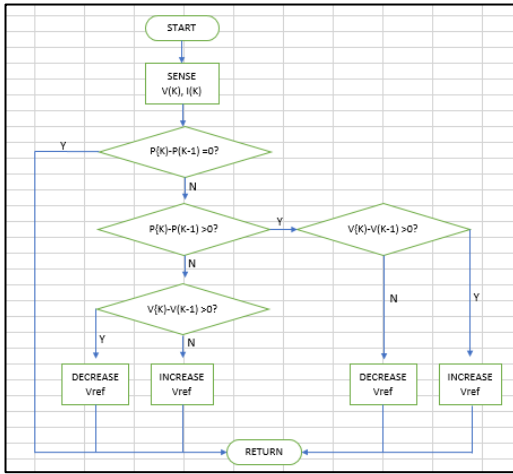 START
SENSE
V(K), I(K)
Y
P{K)-P(K-1) =0?
N
P{K)-P(K-1) >0?
Y
V{K)-V(K-1) >0?
N
V{K)-V(K-1) >0?
N
Y
Y
N
DECREASE
Vref
INCREASE
Vref
DECREASE
Vref
INCREASE
Vref
RETURN